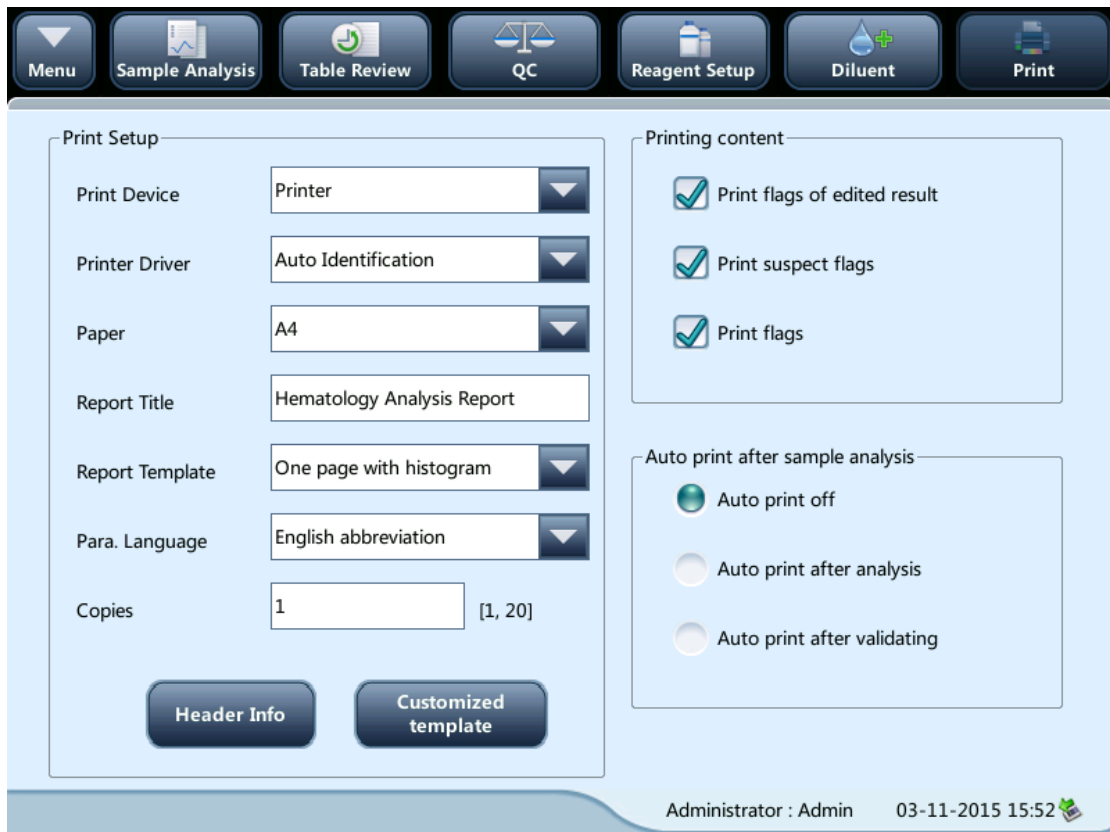 Menu
Sample Analysis
Table Review
QC
Reagent Setup
Diluent
Print
Print Setup
Print Device
Printer
Printer Driver
Auto Identification
Paper
A4
Report Title
Hematology Analysis Report
Report Template
One page with histogram
Para. Language
English abbreviation
Copies
1
[1, 20]
Header Info
Customized
template
Printing content
Print flags of edited result
Print suspect flags
Print flags
Auto print after sample analysis
Auto print off
Auto print after analysis
Auto print after validating
Administrator : Admin
03-11-2015 15:52